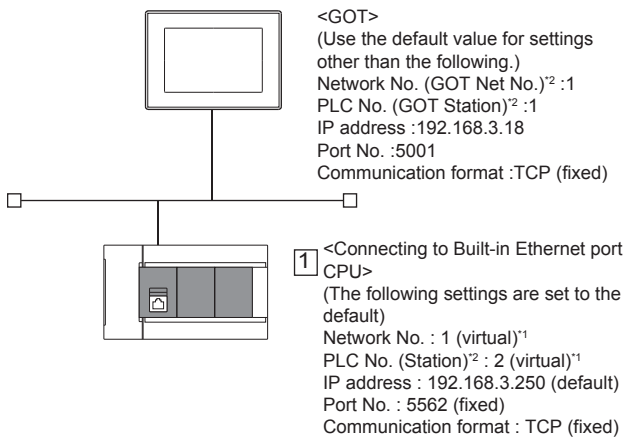 <GOT>
(Use the default value for settings
other than the following.)
Network No. (GOT Net No.)*2 :1
PLC No. (GOT Station)*2 :1
IP address :192.168.3.18
Port No. :5001
Communication format :TCP (fixed)
1
<Connecting to Built-in Ethernet port
CPU>
(The following settings are set to the
default)
Network No. : 1 (virtual)*1
PLC No. (Station)*2 : 2 (virtual)*1
IP address : 192.168.3.250 (default)
Port No. : 5562 (fixed)
Communication format : TCP (fixed)